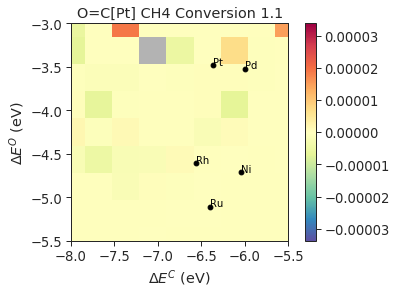 O=C[Pt] CH4 Conversion 1.1
−3.0
−3.5
−4.0
−4.5
−5.0
−5.5
ΔE^O (eV)
Pt
Pd
Rh
Ni
Ru
−8.0 −7.5 −7.0 −6.5 −6.0 −5.5
ΔE^C (eV)
0.00003
0.00002
0.00001
0.00000
−0.00001
−0.00002
−0.00003